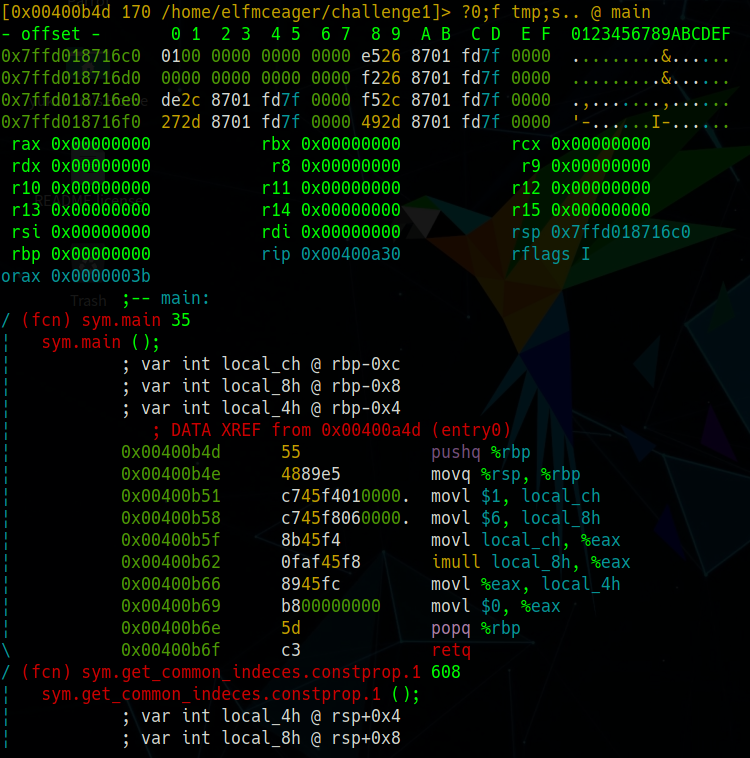 [0x00400b4d 170 /home/elfmceager/challenge1]> ?0;f tmp;s.. @ main
- offset -       0 1  2 3  4 5  6 7  8 9  A B  C D  E F  0123456789ABCDEF
0x7ffd018716c0  0100 0000 0000 0000 e526 8701 fd7f 0000  .........&......
0x7ffd018716d0  0000 0000 0000 0000 f226 8701 fd7f 0000  .........&......
0x7ffd018716e0  de2c 8701 fd7f 0000 f52c 8701 fd7f 0000  .,.......,......
0x7ffd018716f0  272d 8701 fd7f 0000 492d 8701 fd7f 0000  '-......I-......
rax 0x00000000 rbx 0x00000000 rcx 0x00000000
rdx 0x00000000 r8 0x00000000 r9 0x00000000
r10 0x00000000 r11 0x00000000 r12 0x00000000
r13 0x00000000 r14 0x00000000 r15 0x00000000
rsi 0x00000000 rdi 0x00000000 rsp 0x7ffd018716c0
rbp 0x00000000 rip 0x00400a30 rflags I
orax 0x0000003b
Trash
;-- main:
/ (fcn) sym.main 35
¦   sym.main ();
¦           ; var int local_ch @ rbp-0xc
¦           ; var int local_8h @ rbp-0x8
¦           ; var int local_4h @ rbp-0x4
¦              ; DATA XREF from 0x00400a4d (entry0)
¦           0x00400b4d      55             pushq %rbp
¦           0x00400b4e      4889e5         movq %rsp, %rbp
¦           0x00400b51      c745f4010000.  movl $1, local_ch
¦           0x00400b58      c745f8060000.  movl $6, local_8h
¦           0x00400b5f      8b45f4         movl local_ch, %eax
¦           0x00400b62      0faf45f8       imull local_8h, %eax
¦           0x00400b66      8945fc         movl %eax, local_4h
¦           0x00400b69      b800000000     movl $0, %eax
¦           0x00400b6e      5d             popq %rbp
\           0x00400b6f      c3             retq
/ (fcn) sym.get_common_indeces.constprop.1 608
¦   sym.get_common_indeces.constprop.1 ();
¦           ; var int local_4h @ rsp+0x4
¦           ; var int local_8h @ rsp+0x8